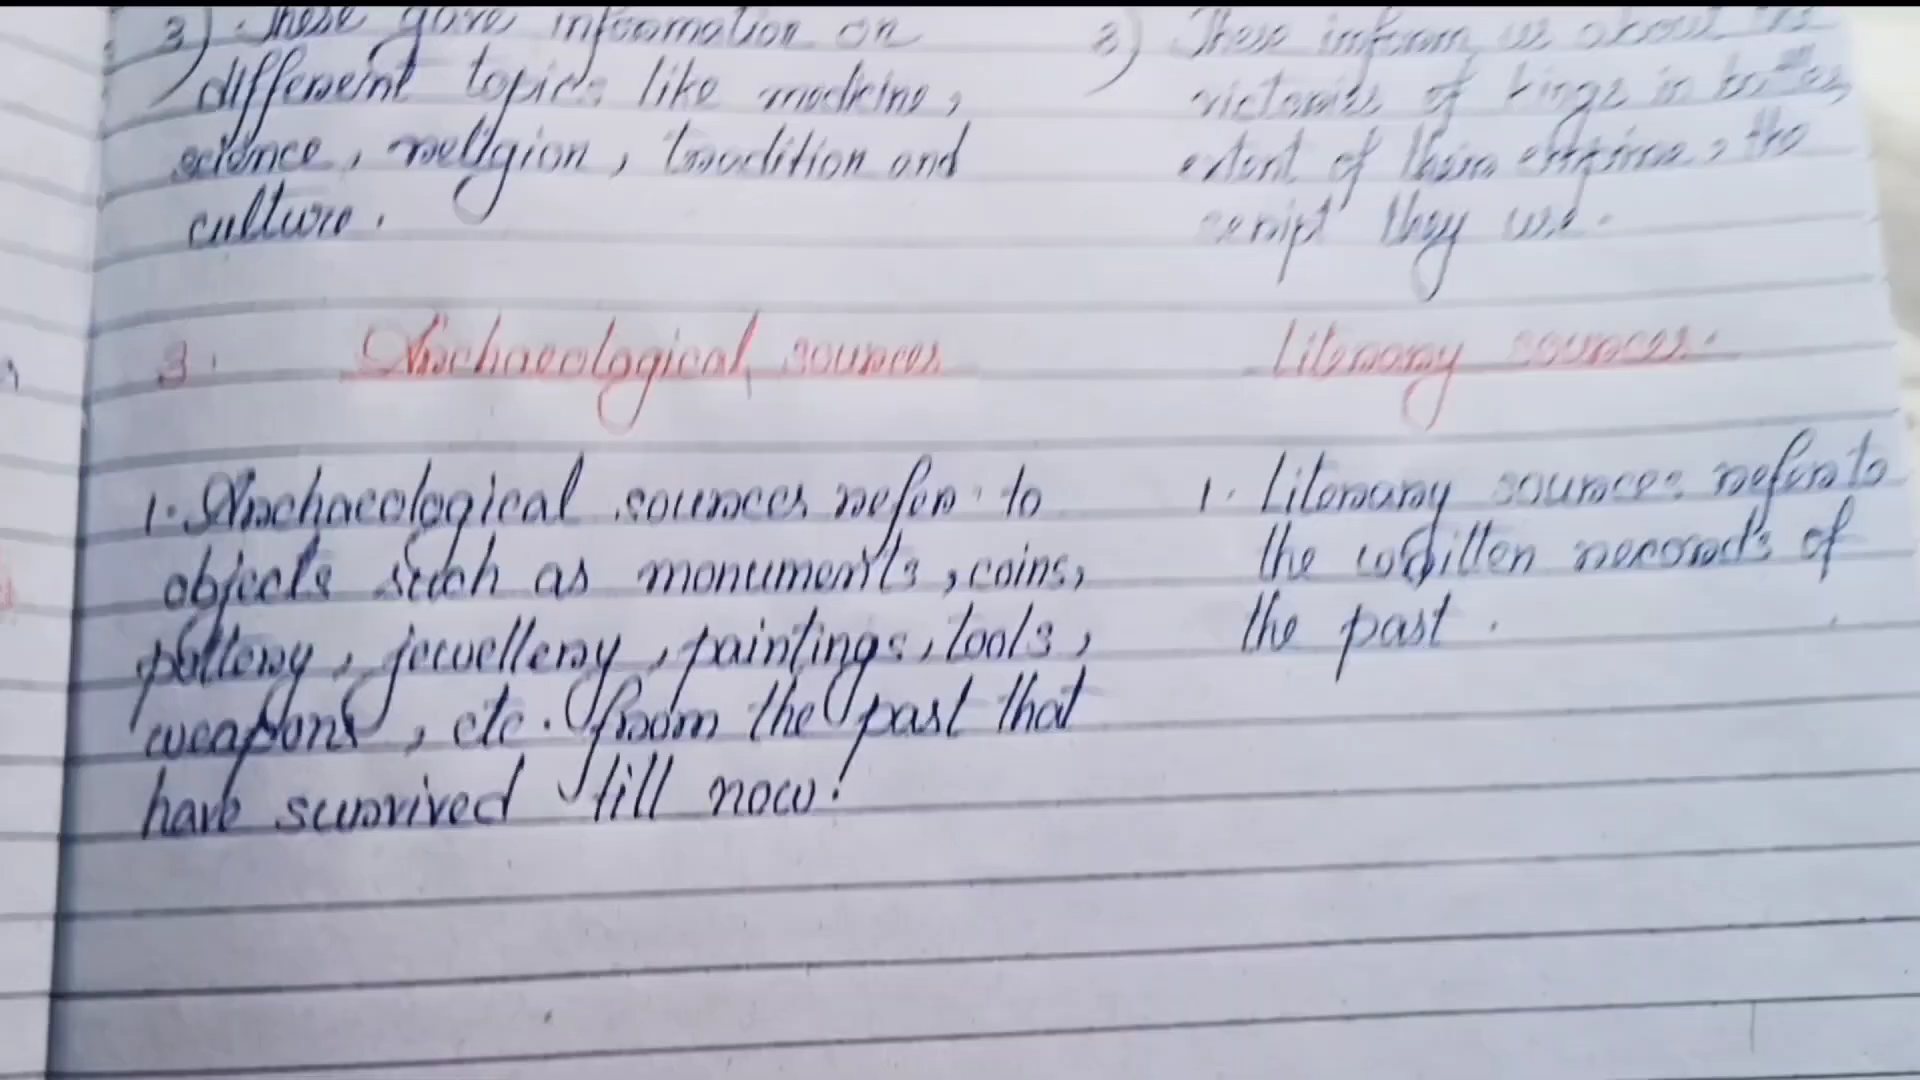 3) These gave information on
different topics like medicine,
science, religion, tradition and
culture.
3) These inform us about the
victories of kings in battles,
extent of their empire, the
script they use.
3. Archaeological sources
Literary sources.
1. Archaeological sources refer to
objects such as monuments, coins,
pottery, jewellery, paintings, tools,
weapons, etc. from the past that
have survived till now.
1. Literary sources refer to
the written records of
the past.